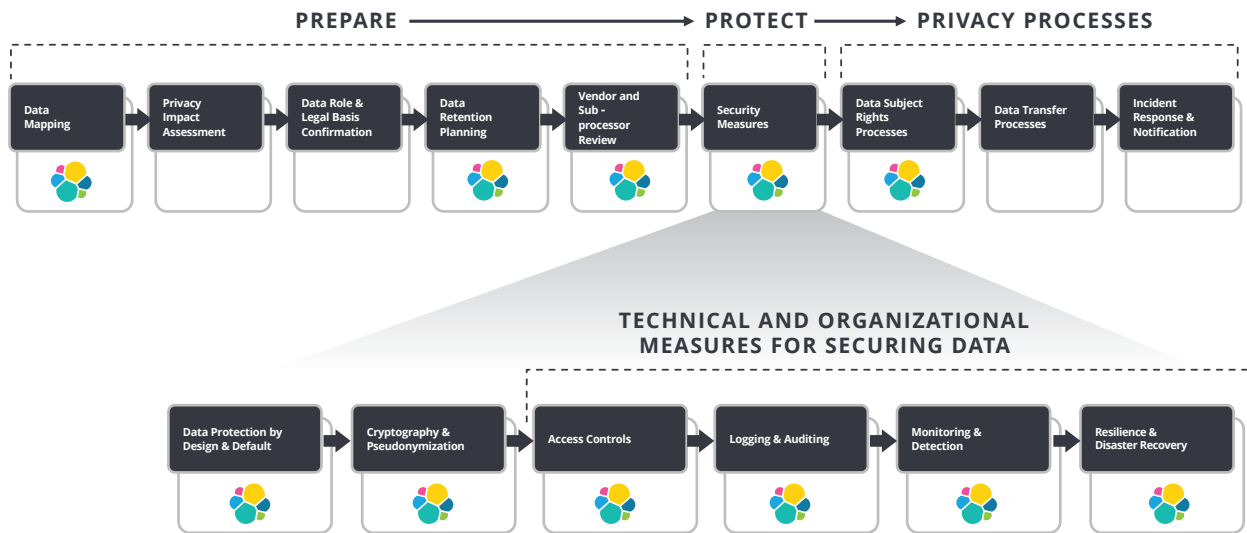 PREPARE
PROTECT
PRIVACY PROCESSES
Data
Mapping
Privacy
Impact
Assessment
Data Role &
Legal Basis
Confirmation
Data
Retention
Planning
Vendor and
Sub -
processor
Review
Security
Measures
Data Subject
Rights
Processes
Data Transfer
Processes
Incident
Response &
Notification
TECHNICAL AND ORGANIZATIONAL
MEASURES FOR SECURING DATA
Data Protection by
Design & Default
Cryptography &
Pseudonymization
Access Controls
Logging & Auditing
Monitoring &
Detection
Resilience &
Disaster Recovery